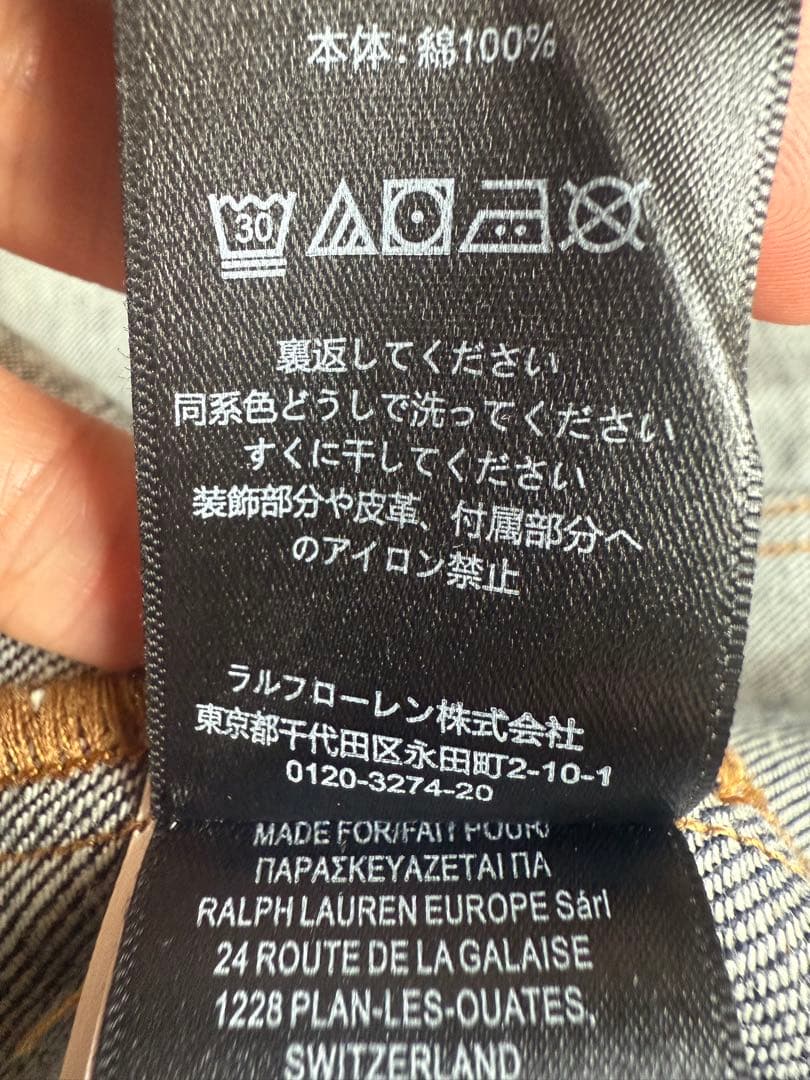 本体:綿100%
30
裏返してください
同系色どうしで洗ってください
すくに干してください
装飾部分や皮革、付属部分へ
のアイロン禁止
ラルフローレン株式会社
東京都千代田区永田町2-10-1
0120-3274-20
MADE FOR/FAIT POUR/
ΠΑΡΑΣΚΕΥΑΖΕΤΑΙ ΠΑ
RALPH LAUREN EUROPE Sárl
24 ROUTE DE LA GALAISE
1228 PLAN-LES-OUATES,
SWITZERLAND